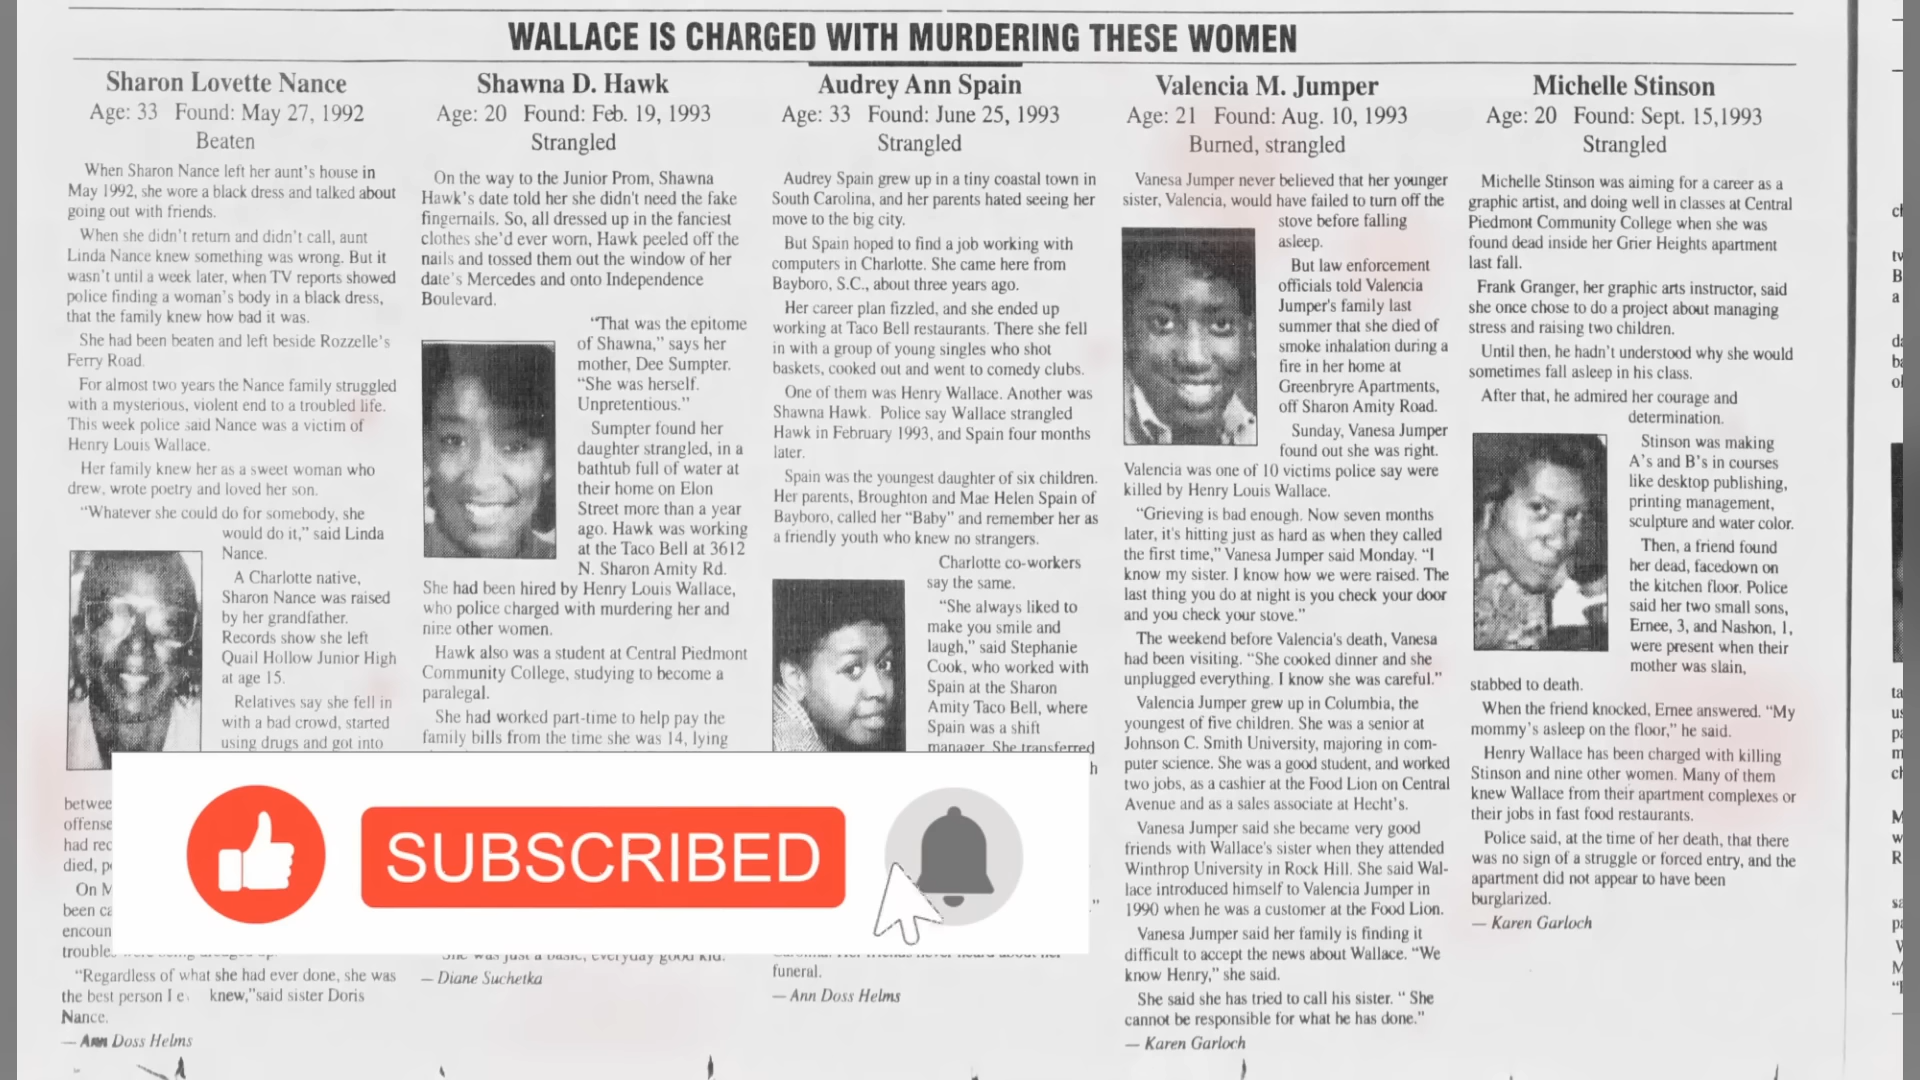 WALLACE IS CHARGED WITH MURDERING THESE WOMEN
Sharon Lovette Nance
Age: 33 Found: May 27, 1992
Beaten
When Sharon Nance left her aunt's house in
May 1992, she wore a black dress and talked about
going out with friends.
When she didn't return and didn't call, aunt
Linda Nance knew something was wrong. But it
wasn't until a week later, when TV reports showed
police finding a woman's body in a black dress,
that the family knew how bad it was.
She had been beaten and left beside Rozzelle's
Ferry Road.
For almost two years the Nance family struggled
with a mysterious, violent end to a troubled life.
This week police said Nance was a victim of
Henry Louis Wallace.
Her family knew her as a sweet woman who
drew, wrote poetry and loved her son.
"Whatever she could do for somebody, she
would do it," said Linda
Nance.
A Charlotte native,
Sharon Nance was raised
by her grandfather.
Records show she left
Quail Hollow Junior High
at age 15.
Relatives say she fell in
with a bad crowd, started
using drugs and got into
betwee
offense
had rec
died, p
On M
been ca
encoun
trouble.
"Regardless of what she had ever done, she was
the best person I e knew,"said sister Doris
Nance.
— Ann Doss Helms
Shawna D. Hawk
Age: 20 Found: Feb. 19, 1993
Strangled
On the way to the Junior Prom, Shawna
Hawk's date told her she didn't need the fake
fingernails. So, all dressed up in the fanciest
clothes she'd ever worn, Hawk peeled off the
nails and tossed them out the window of her
date's Mercedes and onto Independence
Boulevard.
"That was the epitome
of Shawna," says her
mother, Dee Sumpter.
"She was herself.
Unpretentious."
Sumpter found her
daughter strangled, in a
bathtub full of water at
their home on Elon
Street more than a year
ago. Hawk was working
at the Taco Bell at 3612
N. Sharon Amity Rd.
She had been hired by Henry Louis Wallace,
who police charged with murdering her and
nine other women.
Hawk also was a student at Central Piedmont
Community College, studying to become a
paralegal.
She had worked part-time to help pay the
family bills from the time she was 14, lying
She was just a basic, everyday good kid.
— Diane Suchetka
Audrey Ann Spain
Age: 33 Found: June 25, 1993
Strangled
Audrey Spain grew up in a tiny coastal town in
South Carolina, and her parents hated seeing her
move to the big city.
But Spain hoped to find a job working with
computers in Charlotte. She came here from
Bayboro, S.C., about three years ago.
Her career plan fizzled, and she ended up
working at Taco Bell restaurants. There she fell
in with a group of young singles who shot
baskets, cooked out and went to comedy clubs.
One of them was Henry Wallace. Another was
Shawna Hawk. Police say Wallace strangled
Hawk in February 1993, and Spain four months
later.
Spain was the youngest daughter of six children.
Her parents, Broughton and Mae Helen Spain of
Bayboro, called her "Baby" and remember her as
a friendly youth who knew no strangers.
Charlotte co-workers
say the same.
"She always liked to
make you smile and
laugh," said Stephanie
Cook, who worked with
Spain at the Sharon
Amity Taco Bell, where
Spain was a shift
manager. She transferred
h
"
funeral.
— Ann Doss Helms
Valencia M. Jumper
Age: 21 Found: Aug. 10, 1993
Burned, strangled
Vanesa Jumper never believed that her younger
sister, Valencia, would have failed to turn off the
stove before falling
asleep.
But law enforcement
officials told Valencia
Jumper's family last
summer that she died of
smoke inhalation during a
fire in her home at
Greenbryre Apartments,
off Sharon Amity Road.
Sunday, Vanesa Jumper
found out she was right.
Valencia was one of 10 victims police say were
killed by Henry Louis Wallace.
"Grieving is bad enough. Now seven months
later, it's hitting just as hard as when they called
the first time," Vanesa Jumper said Monday. "I
know my sister. I know how we were raised. The
last thing you do at night is you check your door
and you check your stove."
The weekend before Valencia's death, Vanesa
had been visiting. "She cooked dinner and she
unplugged everything. I know she was careful."
Valencia Jumper grew up in Columbia, the
youngest of five children. She was a senior at
Johnson C. Smith University, majoring in com-
puter science. She was a good student, and worked
two jobs, as a cashier at the Food Lion on Central
Avenue and as a sales associate at Hecht's.
Vanesa Jumper said she became very good
friends with Wallace's sister when they attended
Winthrop University in Rock Hill. She said Wal-
lace introduced himself to Valencia Jumper in
1990 when he was a customer at the Food Lion.
Vanesa Jumper said her family is finding it
difficult to accept the news about Wallace. "We
know Henry," she said.
She said she has tried to call his sister. " She
cannot be responsible for what he has done."
— Karen Garloch
Michelle Stinson
Age: 20 Found: Sept. 15,1993
Strangled
Michelle Stinson was aiming for a career as a
graphic artist, and doing well in classes at Central
Piedmont Community College when she was
found dead inside her Grier Heights apartment
last fall.
Frank Granger, her graphic arts instructor, said
she once chose to do a project about managing
stress and raising two children.
Until then, he hadn't understood why she would
sometimes fall asleep in his class.
After that, he admired her courage and
determination.
Stinson was making
A's and B's in courses
like desktop publishing,
printing management,
sculpture and water color.
Then, a friend found
her dead, facedown on
the kitchen floor. Police
said her two small sons,
Ernee, 3, and Nashon, 1,
were present when their
mother was slain,
stabbed to death.
When the friend knocked, Ernee answered. "My
mommy's asleep on the floor," he said.
Henry Wallace has been charged with killing
Stinson and nine other women. Many of them
knew Wallace from their apartment complexes or
their jobs in fast food restaurants.
Police said, at the time of her death, that there
was no sign of a struggle or forced entry, and the
apartment did not appear to have been
burglarized.
— Karen Garloch
SUBSCRIBED